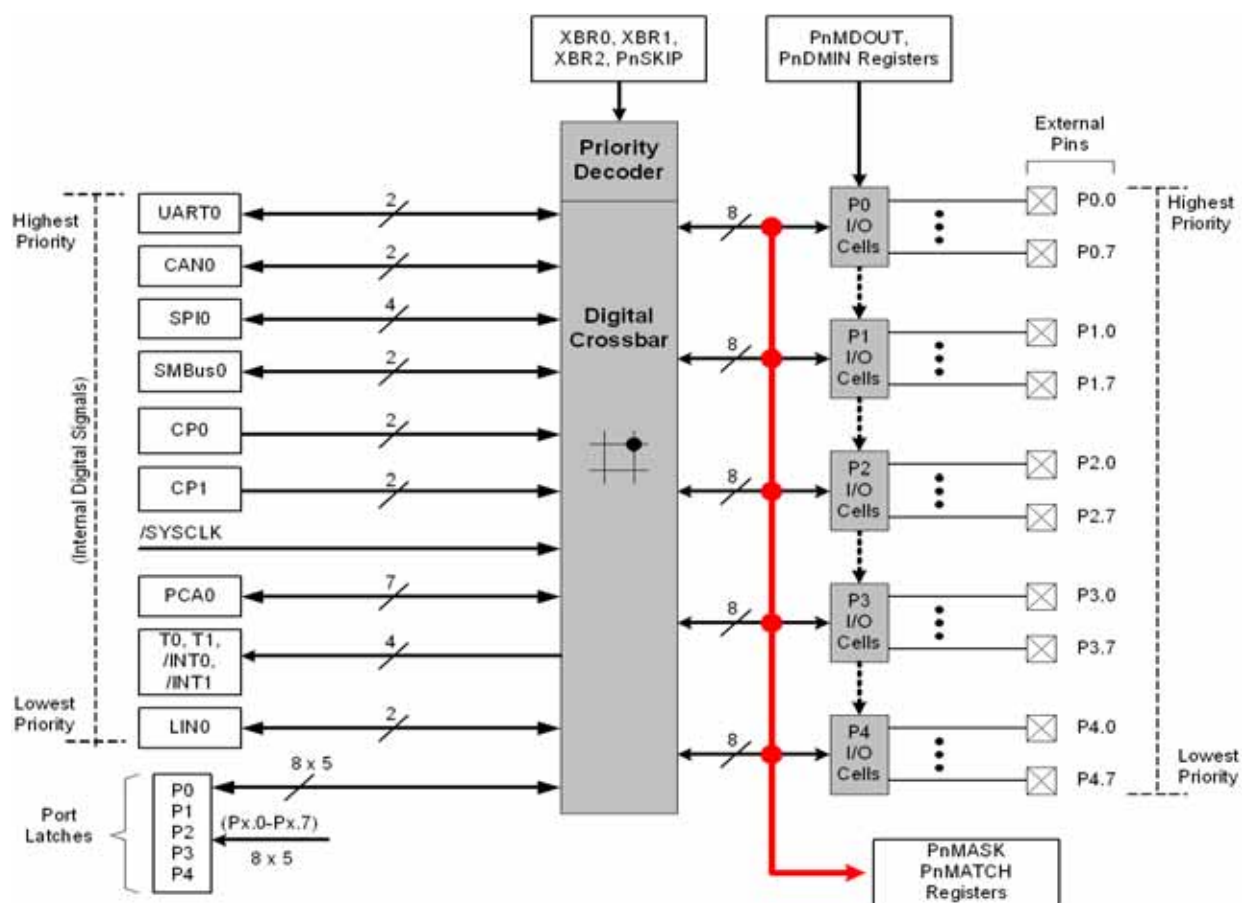 XBR0, XBR1,
XBR2, PnSKIP
PnMDOUT,
PnDMIN Registers
External
Pins
Priority
Decoder
Digital
Crossbar
Highest
Priority
(Internal Digital Signals)
Lowest
Priority
UART0
2
CAN0
2
SPI0
4
SMBus0
2
CP0
2
CP1
2
/SYSCLK
PCA0
7
T0, T1,
/INT0,
/INT1
4
LIN0
2
Port
Latches
P0
P1
P2
P3
P4
8 x 5
(Px.0-Px.7)
8 x 5
8
P0
I/O
Cells
P0.0
P0.7
8
P1
I/O
Cells
P1.0
P1.7
8
P2
I/O
Cells
P2.0
P2.7
8
P3
I/O
Cells
P3.0
P3.7
8
P4
I/O
Cells
P4.0
P4.7
Highest
Priority
Lowest
Priority
PnMASK
PnMATCH
Registers